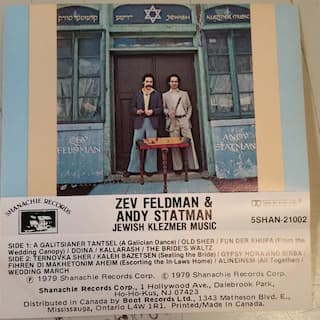 JEWISH
KLEZMER MUSIC
ZEV
FELDMAN
ANDY
STATMAN
SHANACHIE RECORDS
ZEV FELDMAN &
ANDY STATMAN
JEWISH KLEZMER MUSIC
5SHAN-21002
SIDE 1: A GALITSIANER TANTSEL (A Galician Dance) / OLD SHER / FUN DER KHUPA (From the
Wedding Canopy) / DOINA / KALLARASH / THE BRIDE'S WALTZ
SIDE 2: TERNOVKA SHER / KALEH BAZETSEN (Seating the Bride) / GYPSY HORA AND SIRBA /
FIHREN DI MAKHETONIM AHEIM (Escorting the In Laws Home) / ALINEINEIM (All Together) /
WEDDING MARCH
℗ 1979 Shanachie Records Corp. © 1979 Shanachie Records Corp.
Shanachie Records Corp., 1 Hollywood Ave., Dalebrook Park,
Ho-Ho-Kus, NJ 07423
Distributed in Canada by Boot Records Ltd., 1343 Matheson Blvd. E.,
Mississauga, Ontario L4W 1R1. Printed/Made in Canada.